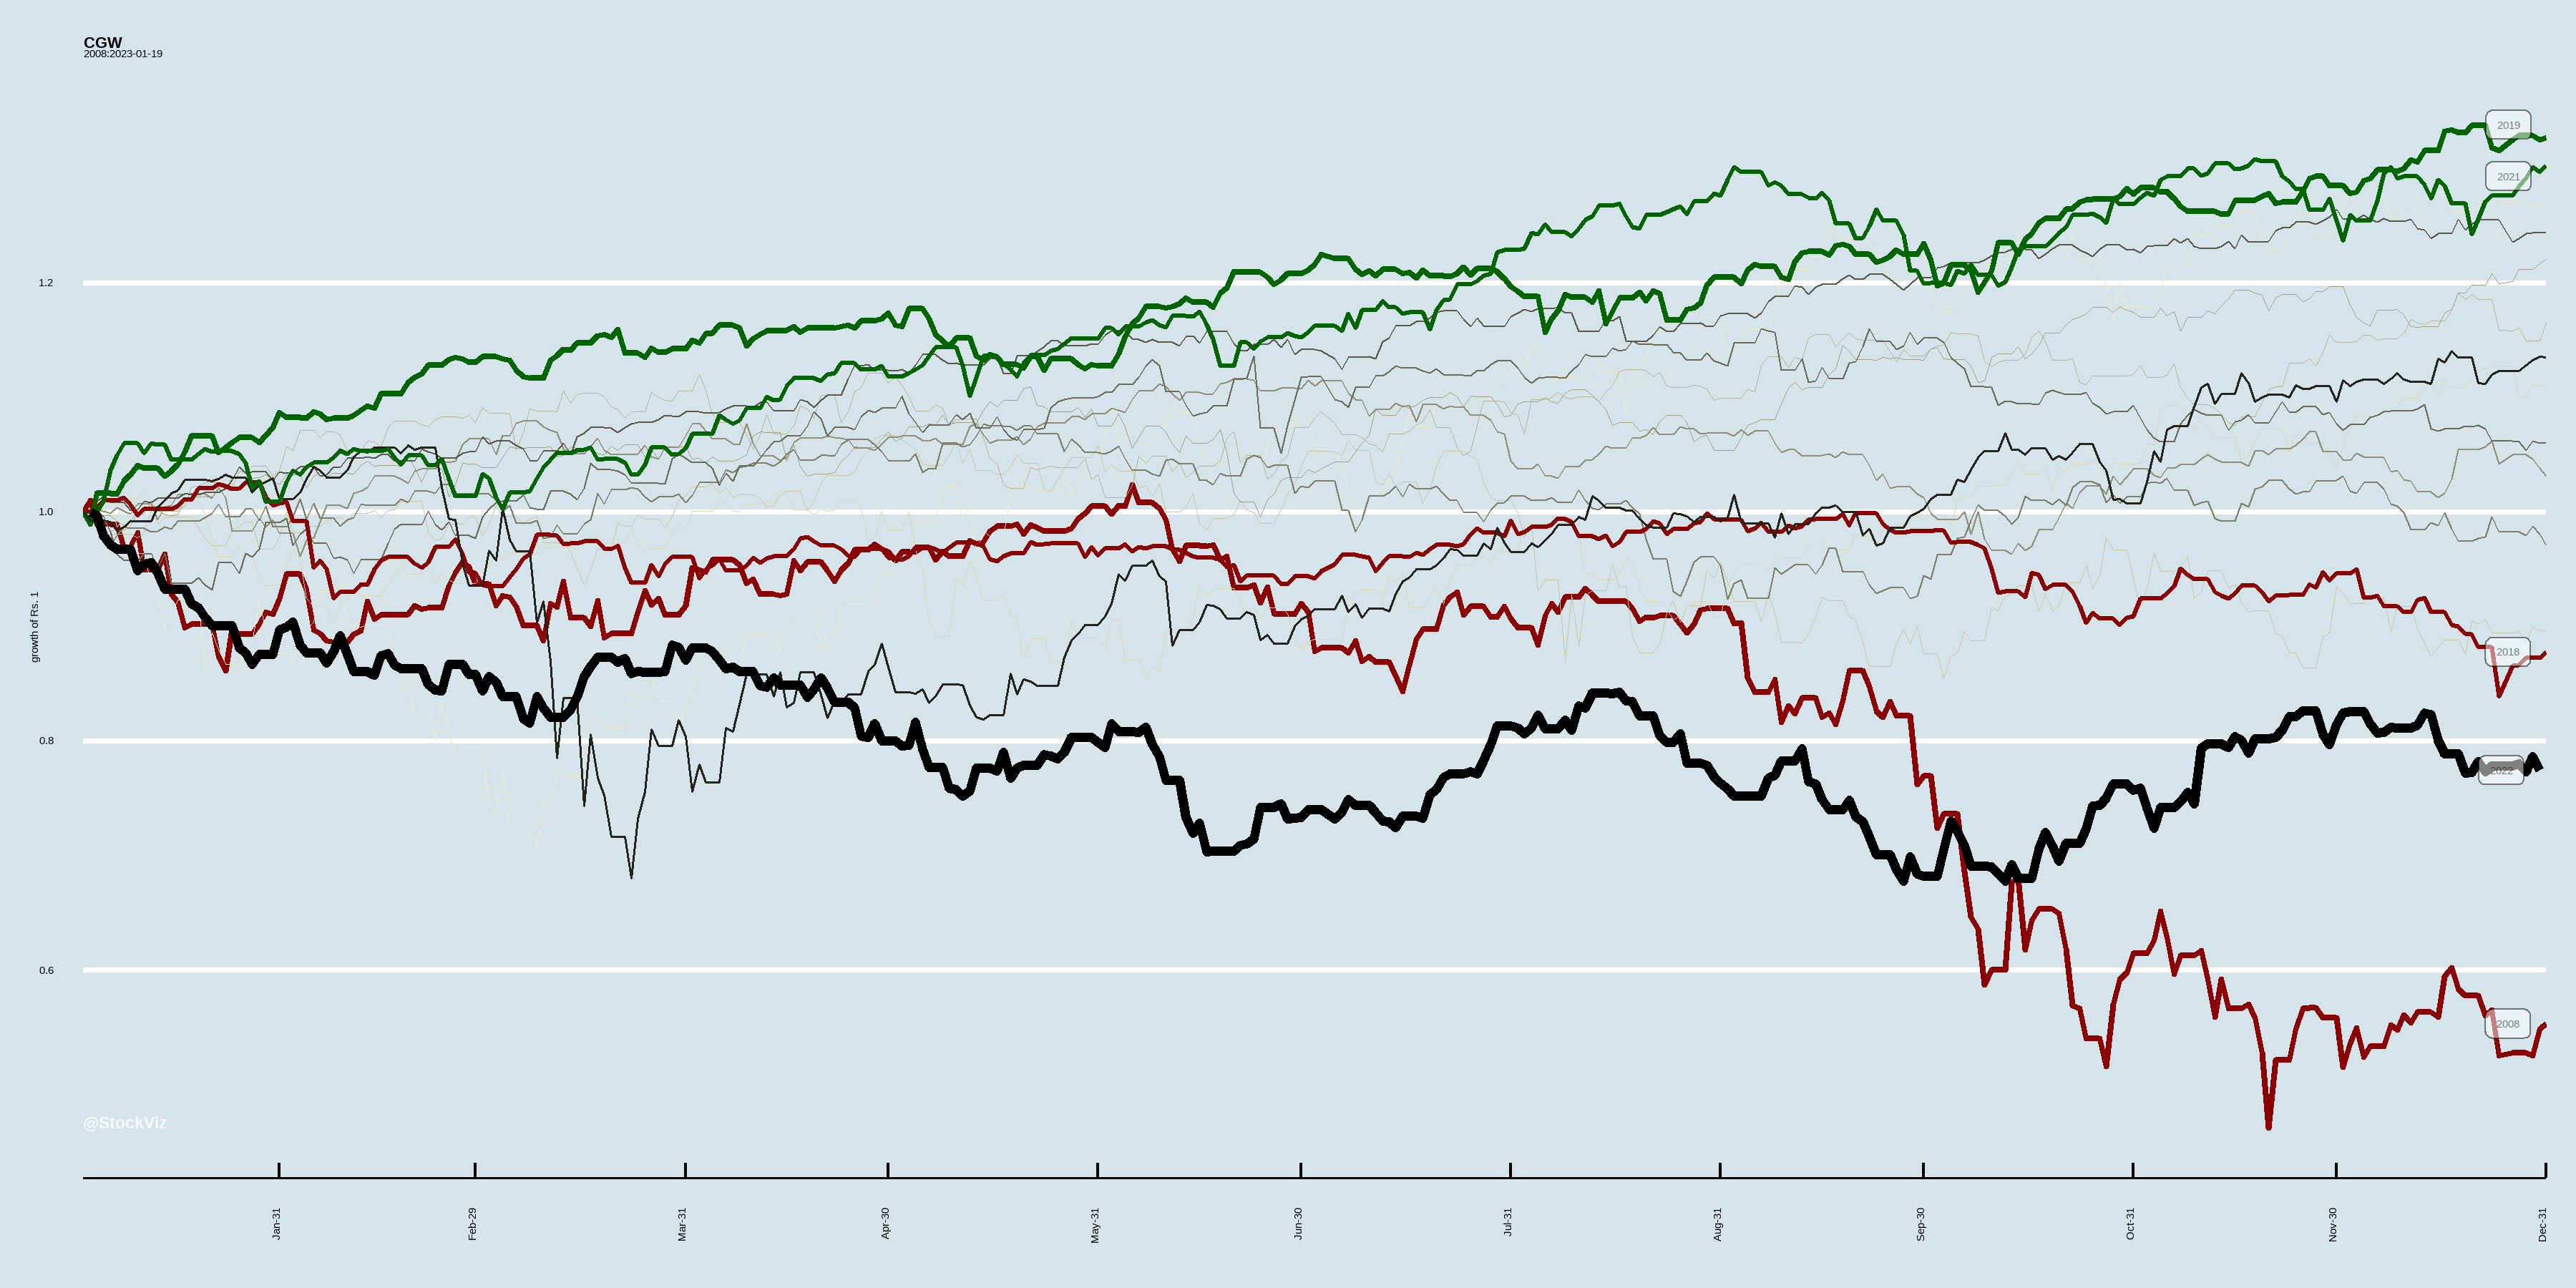 CGW
2008:2023-01-19
2019
2021
1.2
1.0
growth of Rs. 1
2018
0.8
2022
0.6
2008
@StockViz
Jan-31
Feb-29
Mar-31
Apr-30
May-31
Jun-30
Jul-31
Aug-31
Sep-30
Oct-31
Nov-30
Dec-31